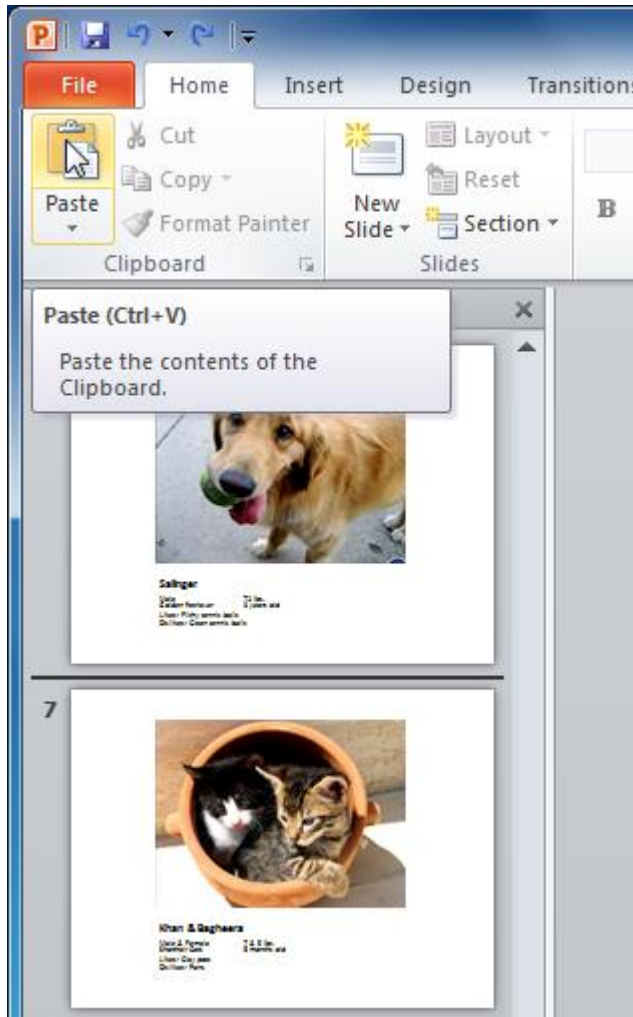 P
File Home Insert Design Transitions
Cut
Copy
Paste
Format Painter
Clipboard
New
Slide
Layout
Reset
Section
Slides
B
Paste (Ctrl+V)
Paste the contents of the
Clipboard.
Salinger
7
Khan & Bagheera